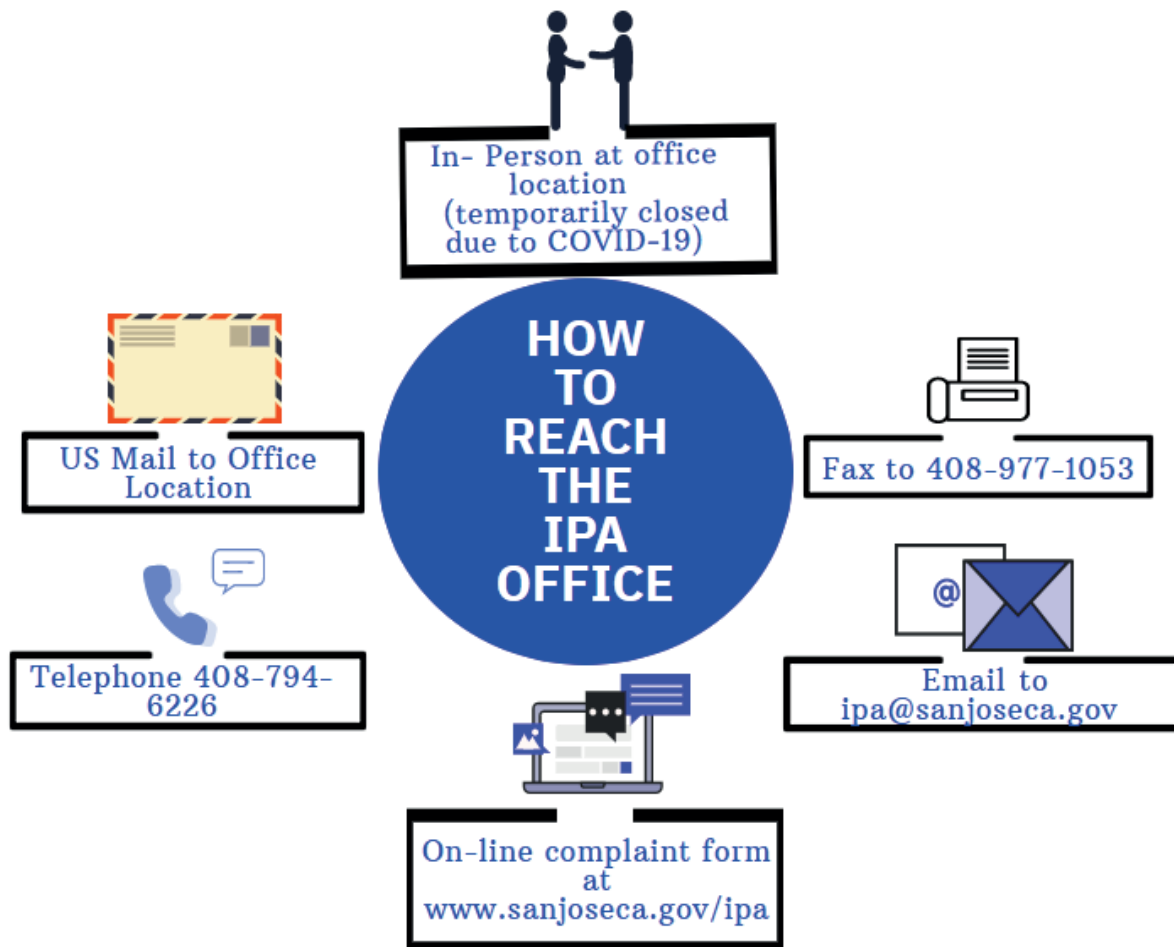 In- Person at office
location
(temporarily closed
due to COVID-19)
HOW
TO
REACH
THE
IPA
OFFICE
US Mail to Office
Location
Fax to 408-977-1053
Telephone 408-794-
6226
@
Email to
ipa@sanjoseca.gov
On-line complaint form
at
www.sanjoseca.gov/ipa